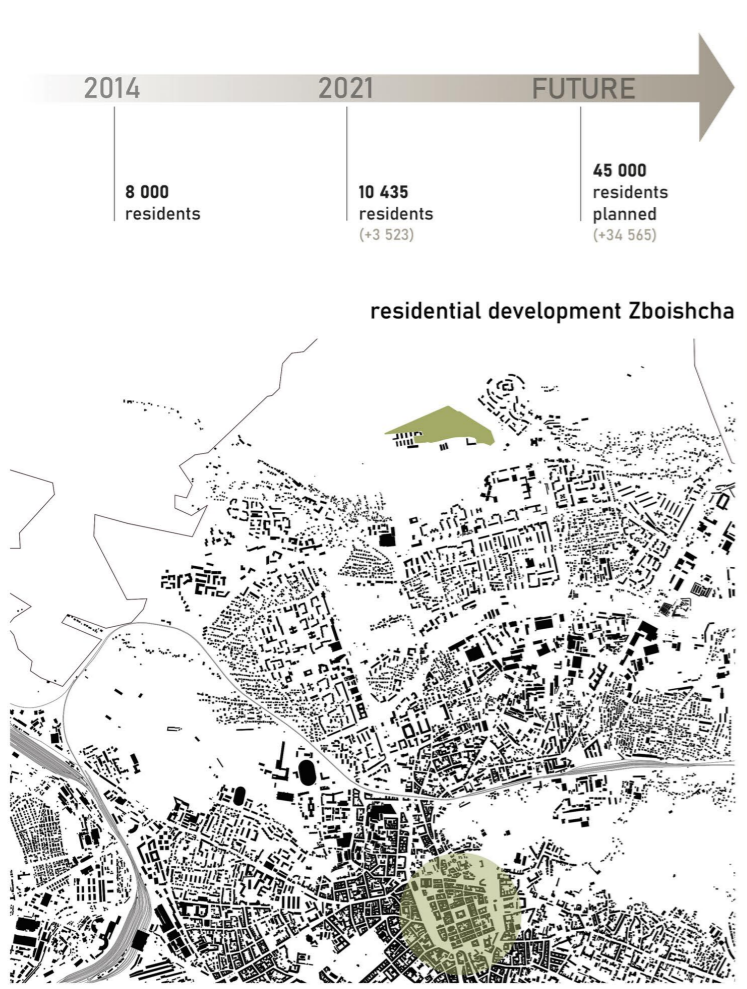 2014
2021
FUTURE
8 000
residents
10 435
residents
(+3 523)
45 000
residents
planned
(+34 565)
residential development Zboishcha